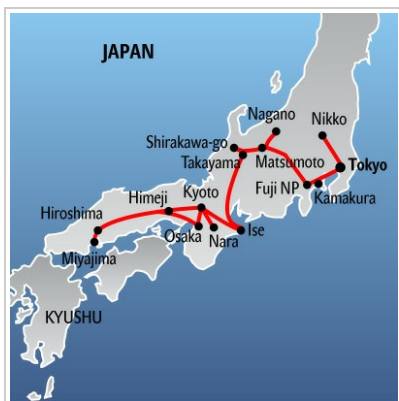 JAPAN
Nagano
Nikko
Shirakawa-go
Takayama
Matsumoto
Tokyo
Fuji NP
Kamakura
Kyoto
Himeji
Hiroshima
Osaka
Nara
Ise
Miyajima
KYUSHU